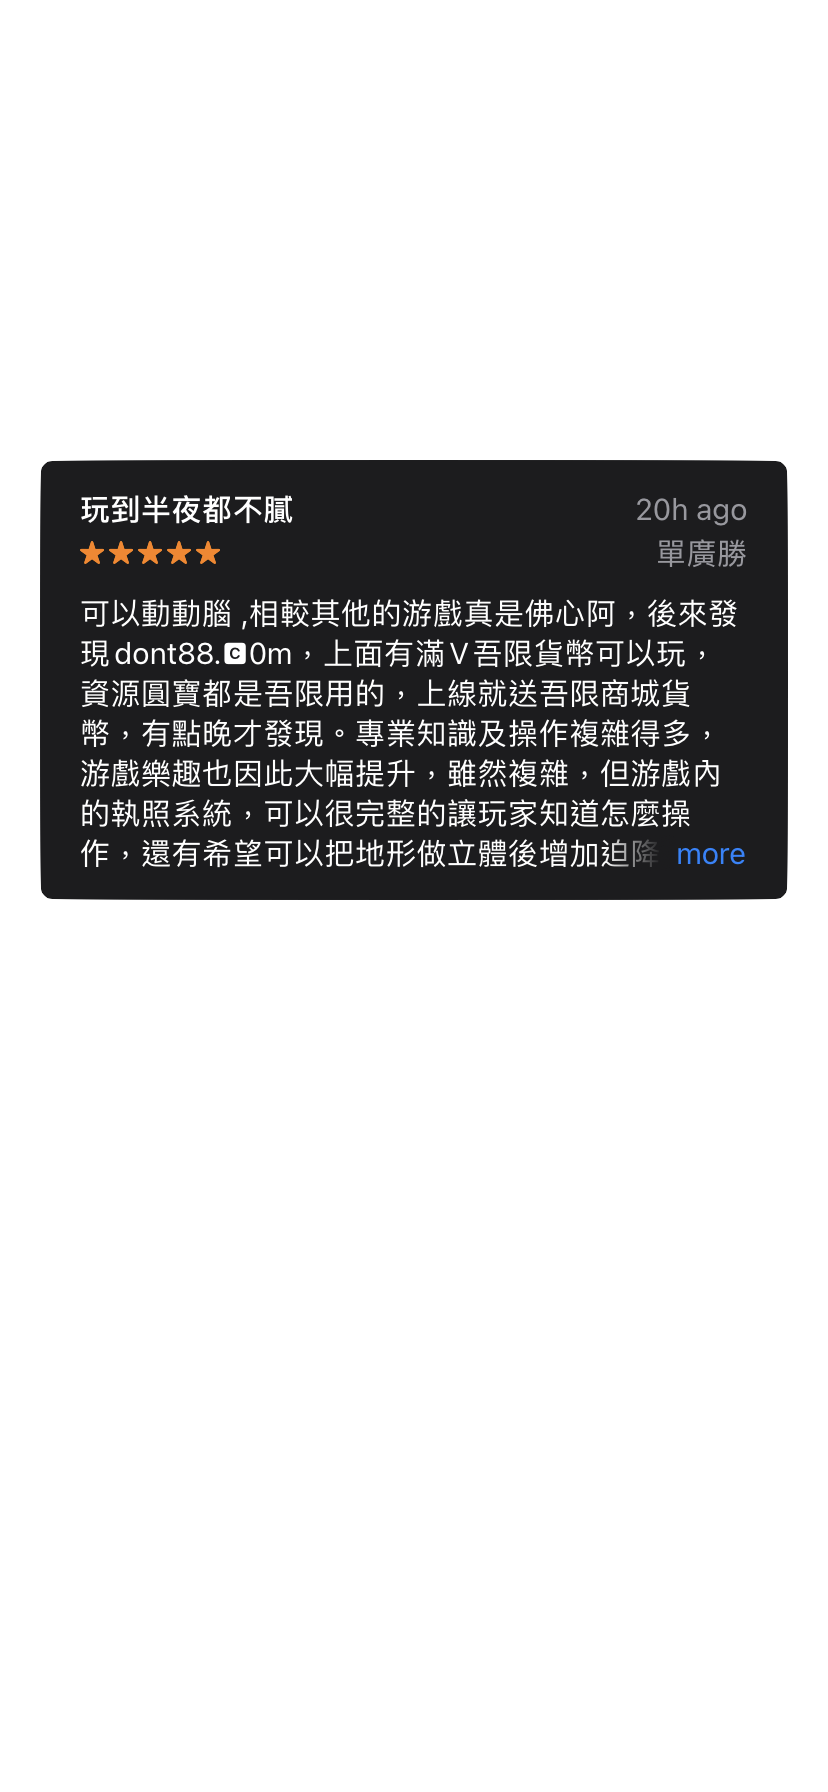 玩到半夜都不膩
20h ago
★★★★★
單廣勝
可以動動腦 ,相較其他的游戲真是佛心阿，後來發
現dont88.🅲0m，上面有滿Ｖ吾限貨幣可以玩，
資源圓寶都是吾限用的，上線就送吾限商城貨
幣，有點晚才發現。專業知識及操作複雜得多，
游戲樂趣也因此大幅提升，雖然複雜，但游戲內
的執照系統，可以很完整的讓玩家知道怎麼操
作，還有希望可以把地形做立體後增加迫降 more